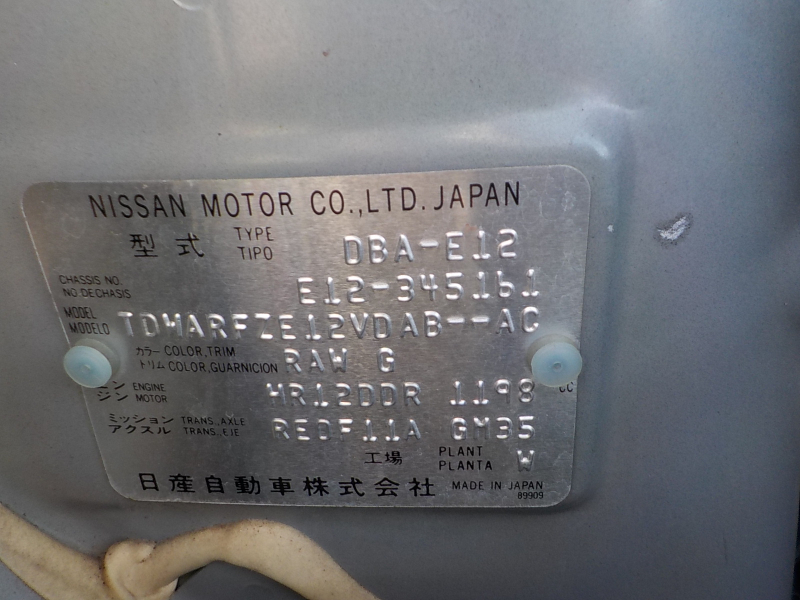 NISSAN MOTOR CO.,LTD. JAPAN
型式 TYPE TIPO DBA-E12
CHASSIS NO. NO.DECHASIS E12-345161
MODEL MODELO TDMARFZE12VDAB--AC
カラー COLOR,TRIM トリム COLOR,GUARNICION RAW G
エンジン ENGINE MOTOR HR12DDR 1198 CC
ミッション TRANS.,AXLE アクスル TRANS.,EJE RE0F11A GM35
工場 PLANT PLANTA W
日産自動車株式会社 MADE IN JAPAN
89909